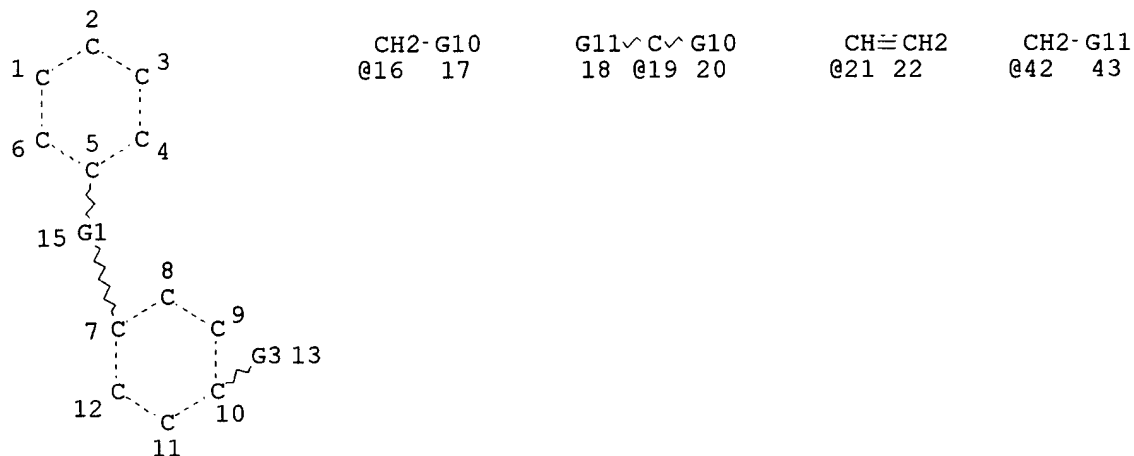 2
1 C C C 3
6 C 5 C 4
C
CH2-G10
@16 17
G11~C~G10
18 @19 20
CH≡CH2
@21 22
CH2-G11
@42 43
15 G1
8
C
7 C C 9
G3 13
12 C C 10
C
11